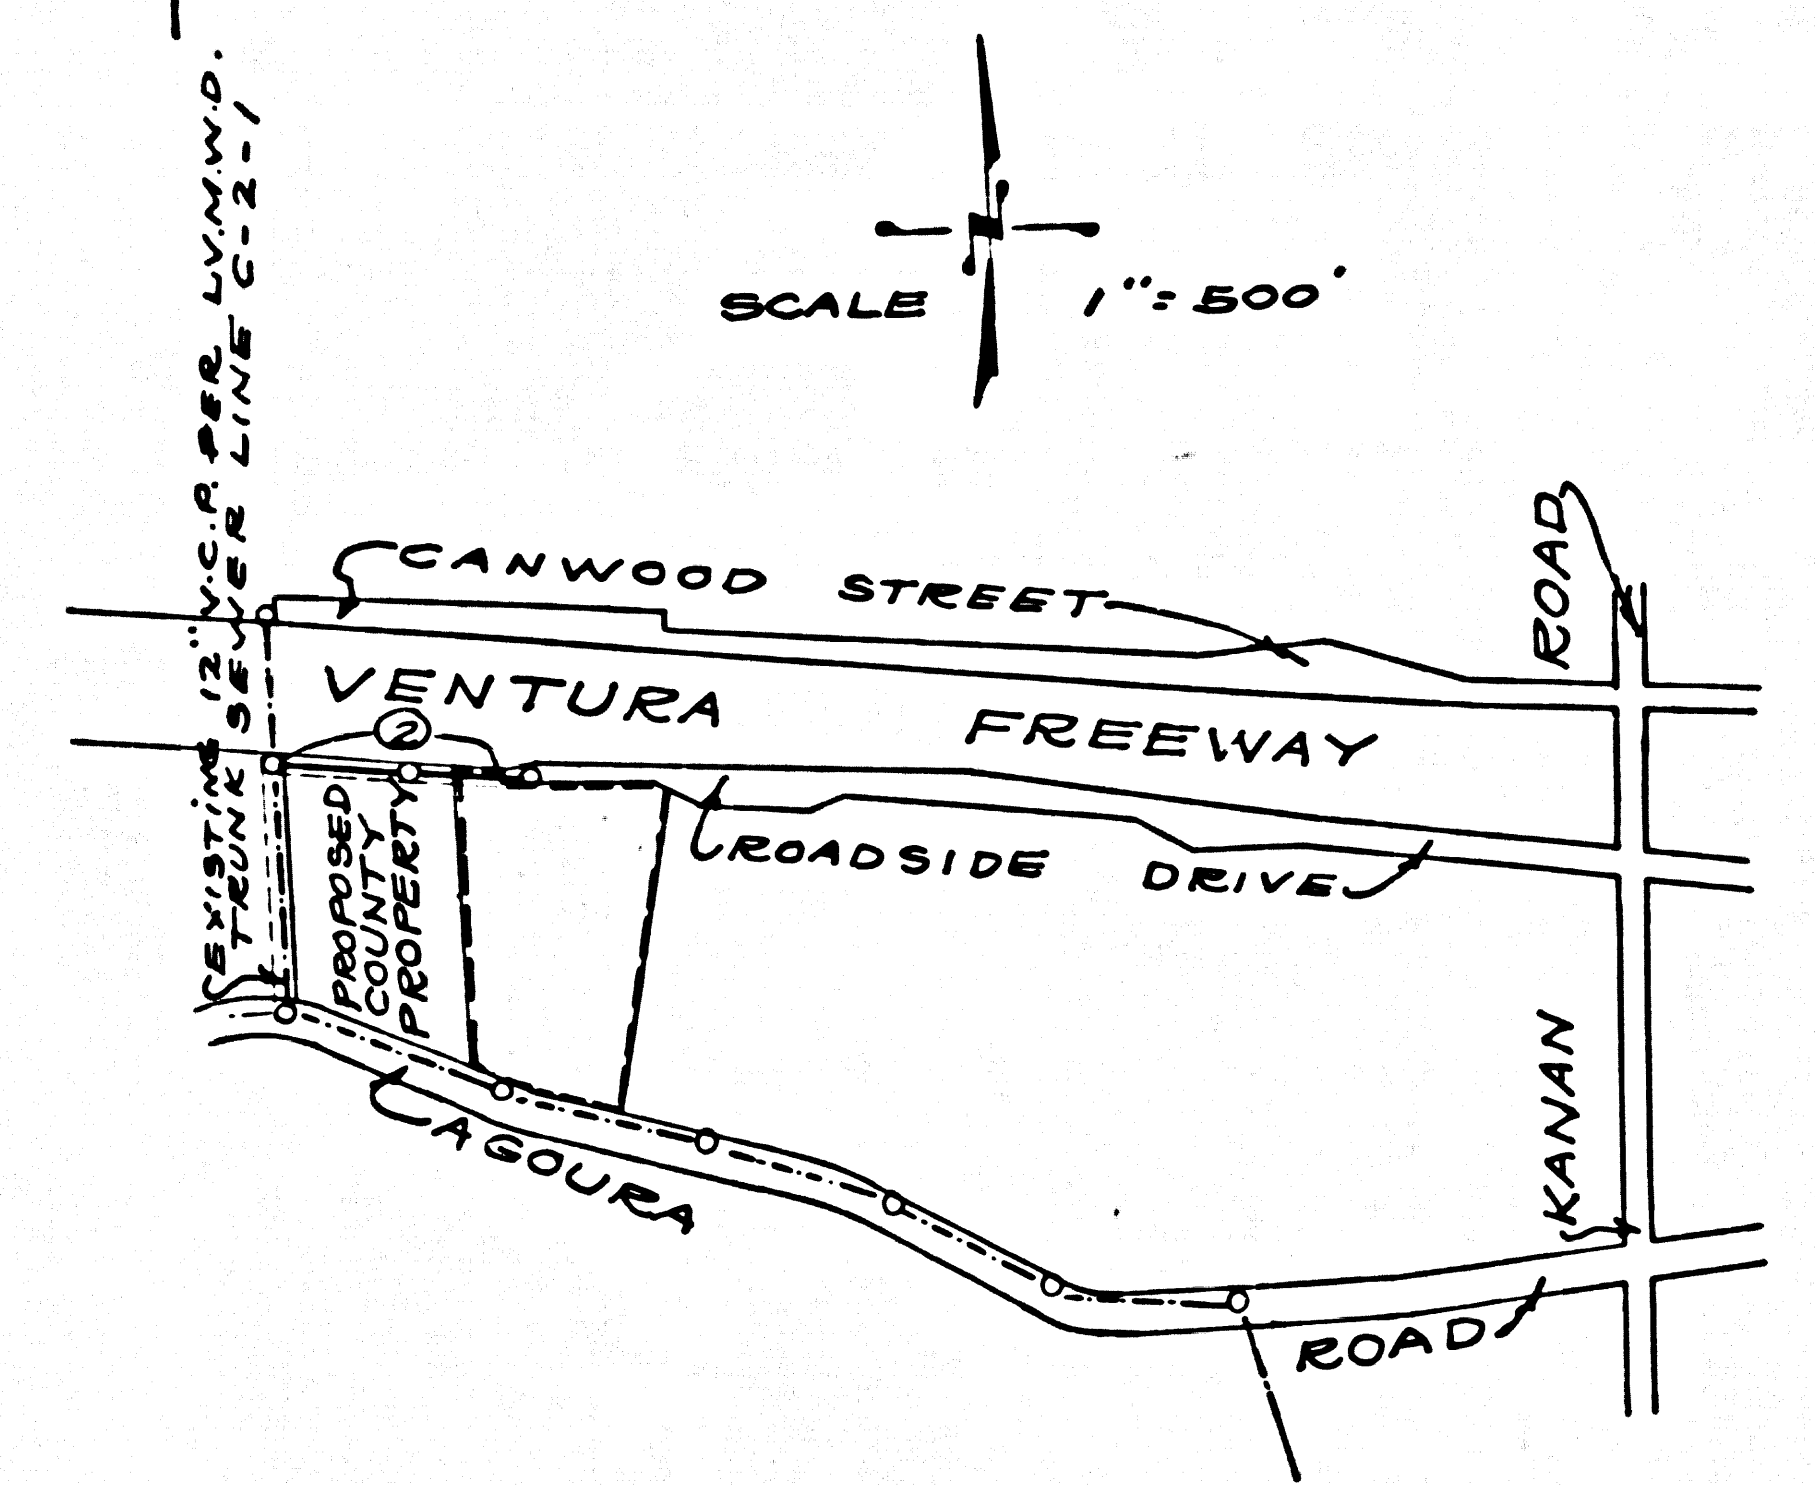 EXISTING 12" V.C.P. PER L.V.M.W.D.
TRUNK SEWER LINE C-2-1
N
SCALE 1"=500'
CANWOOD STREET
VENTURA FREEWAY
2
PROPOSED
COUNTY
PROPERTY
ROADSIDE DRIVE
KANAN ROAD
AGOURA ROAD